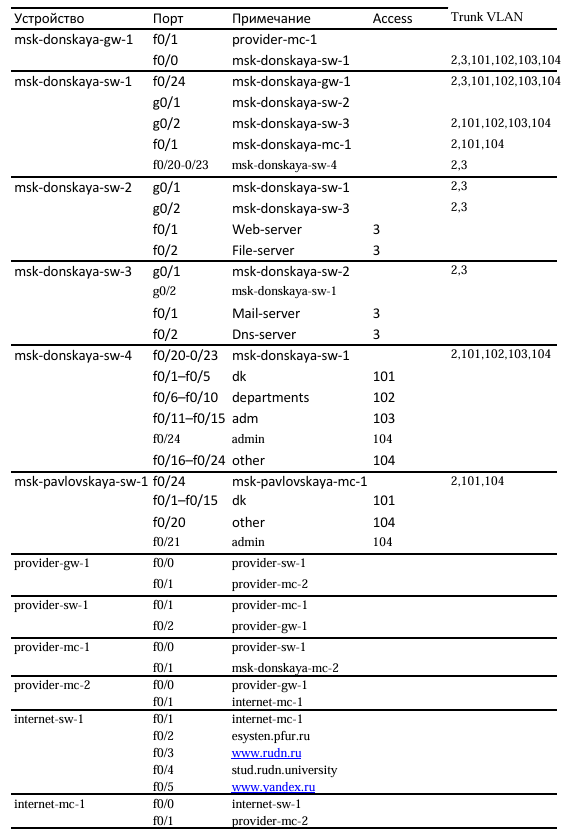 Устройство Порт Примечание Access Trunk VLAN
msk-donskaya-gw-1 f0/1 provider-mc-1
f0/0 msk-donskaya-sw-1 2,3,101,102,103,104
msk-donskaya-sw-1 f0/24 msk-donskaya-gw-1 2,3,101,102,103,104
g0/1 msk-donskaya-sw-2
g0/2 msk-donskaya-sw-3 2,101,102,103,104
f0/1 msk-donskaya-mc-1 2,101,104
f0/20-0/23 msk-donskaya-sw-4 2,3
msk-donskaya-sw-2 g0/1 msk-donskaya-sw-1 2,3
g0/2 msk-donskaya-sw-3 2,3
f0/1 Web-server 3
f0/2 File-server 3
msk-donskaya-sw-3 g0/1 msk-donskaya-sw-2 2,3
g0/2 msk-donskaya-sw-1
f0/1 Mail-server 3
f0/2 Dns-server 3
msk-donskaya-sw-4 f0/20-0/23 msk-donskaya-sw-1 2,101,102,103,104
f0/1–f0/5 dk 101
f0/6–f0/10 departments 102
f0/11–f0/15 adm 103
f0/24 admin 104
f0/16–f0/24 other 104
msk-pavlovskaya-sw-1 f0/24 msk-pavlovskaya-mc-1 2,101,104
f0/1–f0/15 dk 101
f0/20 other 104
f0/21 admin 104
provider-gw-1 f0/0 provider-sw-1
f0/1 provider-mc-2
provider-sw-1 f0/1 provider-mc-1
f0/2 provider-gw-1
provider-mc-1 f0/0 provider-sw-1
f0/1 msk-donskaya-mc-2
provider-mc-2 f0/0 provider-gw-1
f0/1 internet-mc-1
internet-sw-1 f0/1 internet-mc-1
f0/2 esysten.pfur.ru
f0/3 www.rudn.ru
f0/4 stud.rudn.university
f0/5 www.yandex.ru
internet-mc-1 f0/0 internet-sw-1
f0/1 provider-mc-2